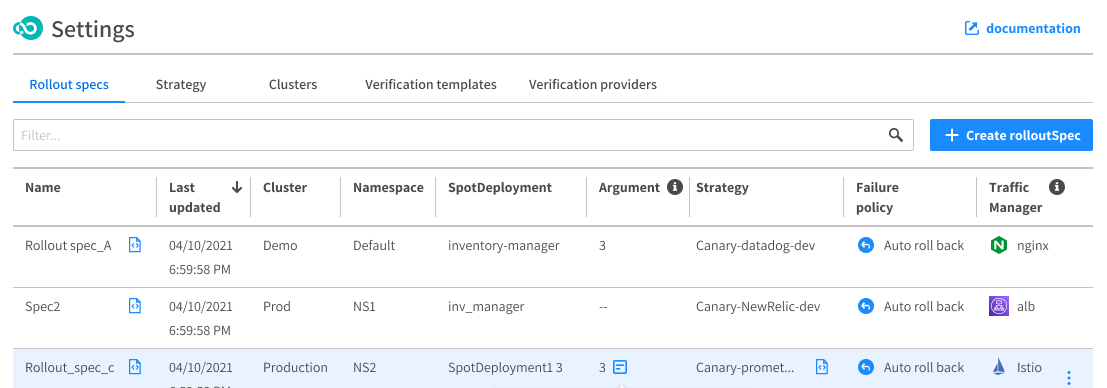 Settings
documentation
Rollout specs Strategy Clusters Verification templates Verification providers
Filter...
Create rolloutSpec
Name Last updated Cluster Namespace SpotDeployment Argument Strategy Failure policy Traffic Manager
Rollout spec_A 04/10/2021 Demo Default inventory-manager 3 Canary-datadog-dev Auto roll back nginx
6:59:58 PM
Spec2 04/10/2021 Prod NS1 inv_manager -- Canary-NewRelic-dev Auto roll back alb
6:59:58 PM
Rollout_spec_c 04/10/2021 Production NS2 SpotDeployment1 3 3 Canary-promet... Auto roll back Istio